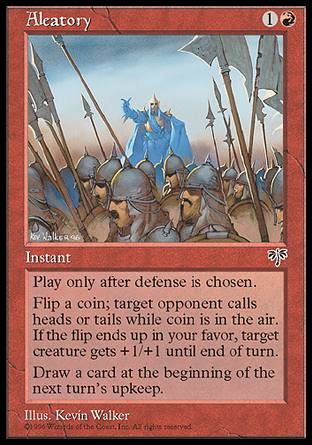 Aleatory 1
KEV WALKER 96
Instant
Play only after defense is chosen.
Flip a coin; target opponent calls
heads or tails while coin is in the air.
If the flip ends up in your favor, target
creature gets +1/+1 until end of turn.
Draw a card at the beginning of the
next turn's upkeep.
Illus. Kevin Walker
©1996 Wizards of the Coast, Inc. All rights reserved.